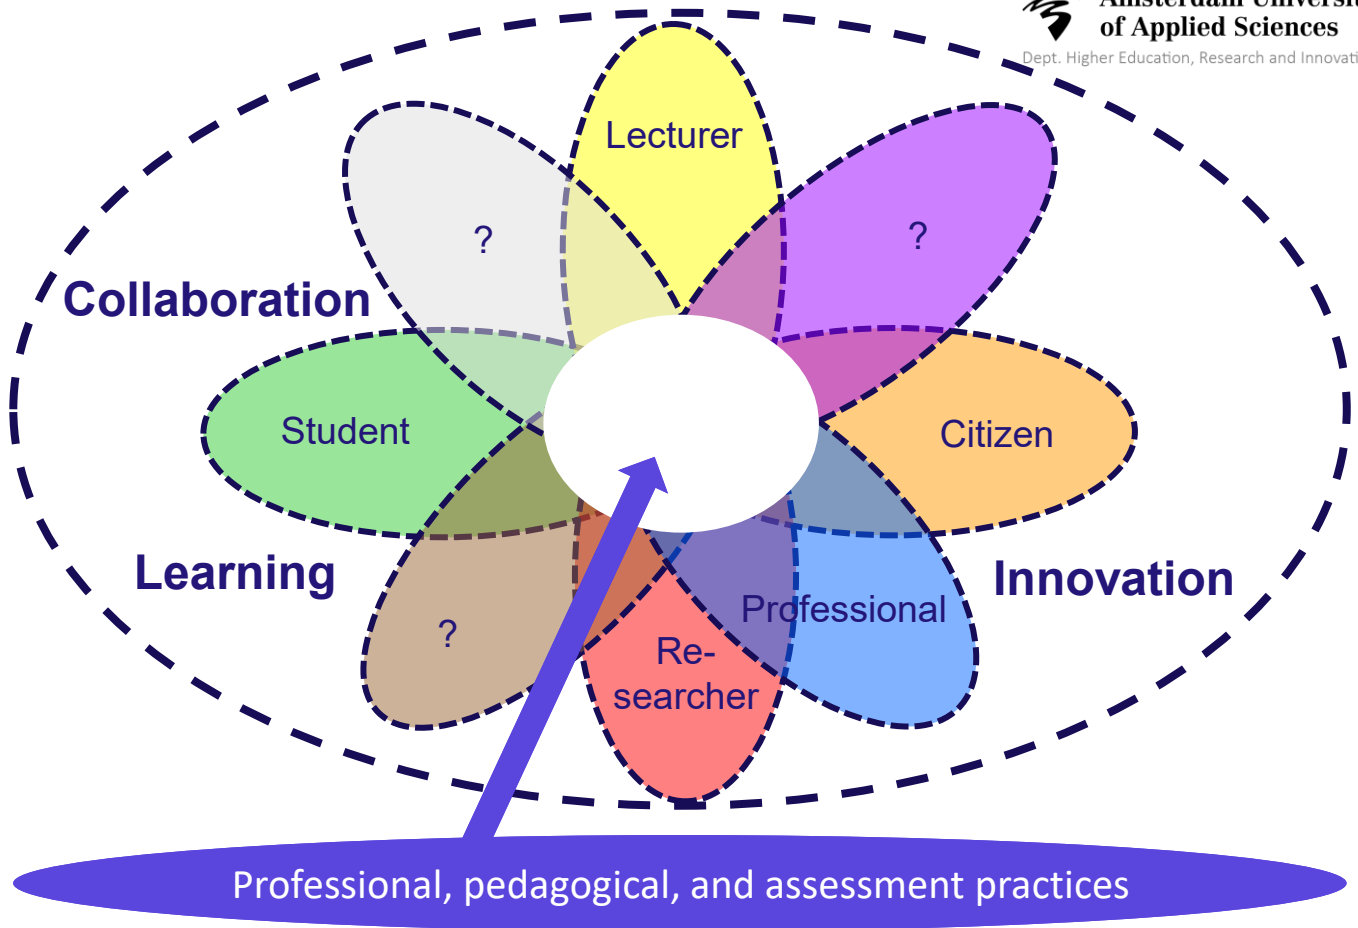 of Applied Sciences
Dept. Higher Education, Research and
Lecturer
?
?
Collaboration
Student
Citizen
Learning
Innovation
Professional
?
Re-
searcher
Professional, pedagogical, and assessment practices